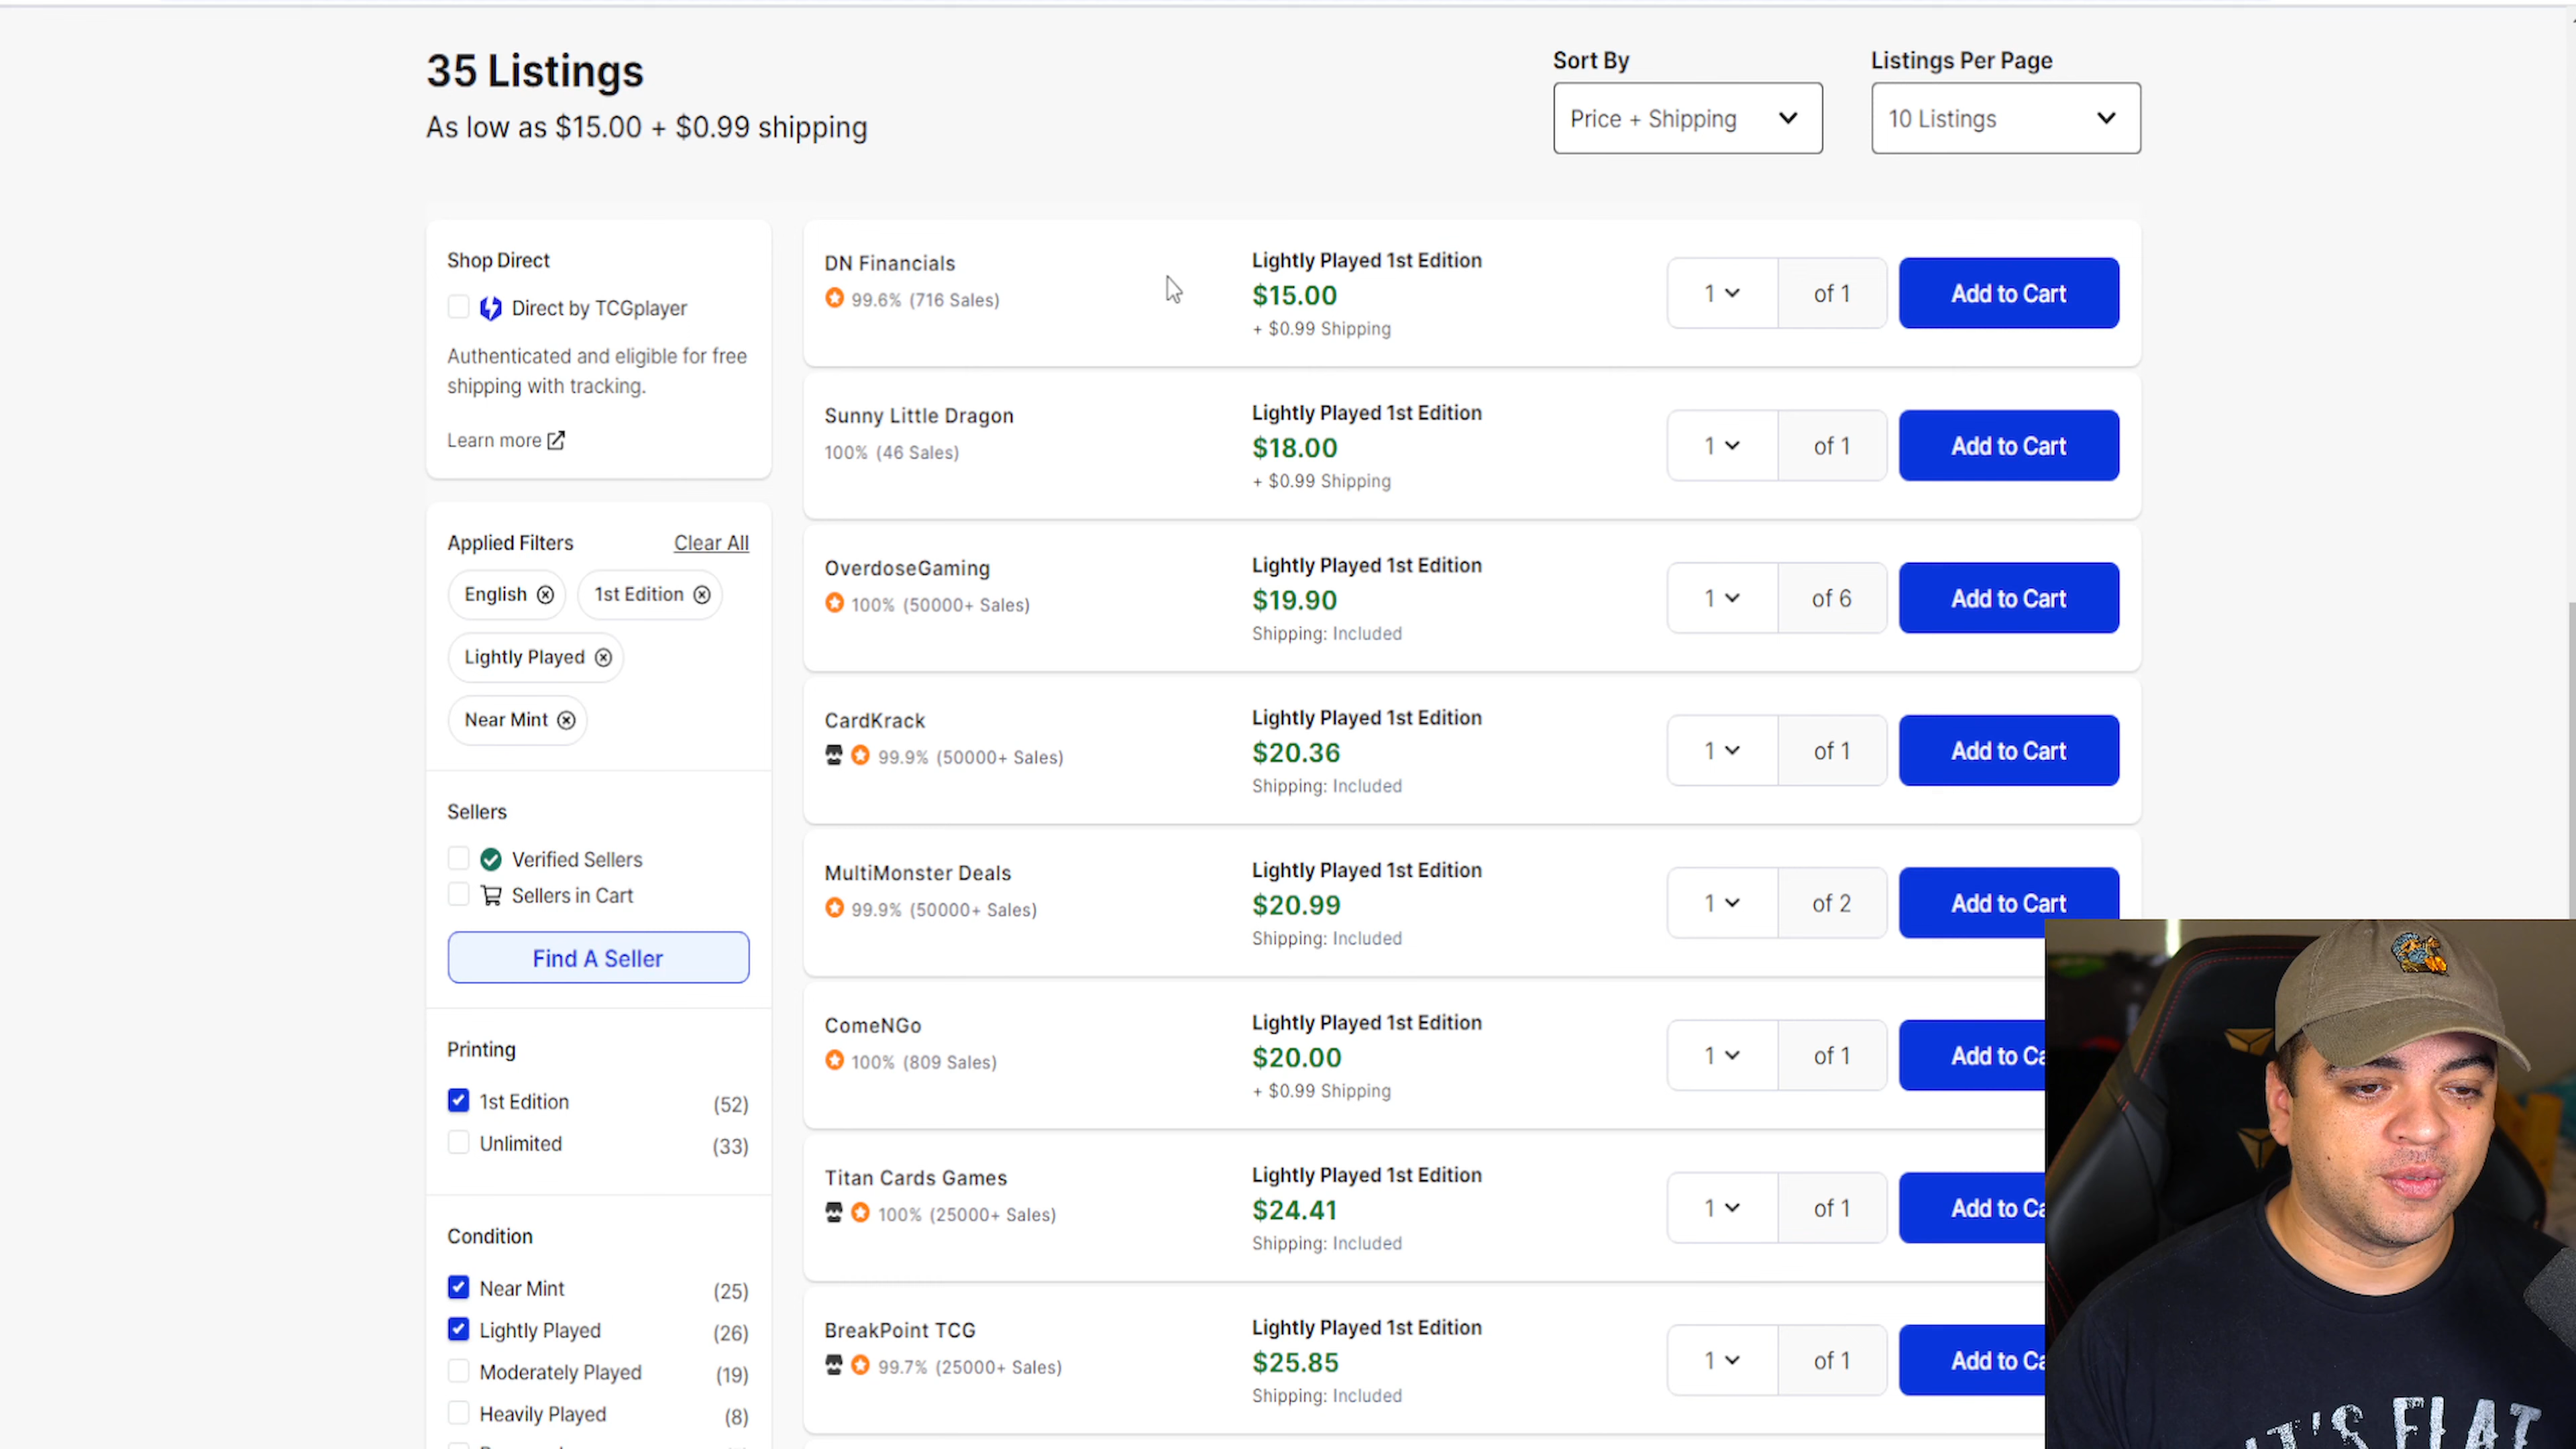 35 Listings
As low as $15.00 + $0.99 shipping
Sort By
Price + Shipping
Listings Per Page
10 Listings
Shop Direct
Direct by TCGplayer
Authenticated and eligible for free
shipping with tracking.
Learn more
Applied Filters Clear All
English 1st Edition
Lightly Played
Near Mint
Sellers
Verified Sellers
Sellers in Cart
Find A Seller
Printing
1st Edition (52)
Unlimited (33)
Condition
Near Mint (25)
Lightly Played (26)
Moderately Played (19)
Heavily Played (8)
DN Financials
99.6% (716 Sales)
Lightly Played 1st Edition
$15.00
+ $0.99 Shipping
1 of 1 Add to Cart
Sunny Little Dragon
100% (46 Sales)
Lightly Played 1st Edition
$18.00
+ $0.99 Shipping
1 of 1 Add to Cart
OverdoseGaming
100% (50000+ Sales)
Lightly Played 1st Edition
$19.90
Shipping: Included
1 of 6 Add to Cart
CardKrack
99.9% (50000+ Sales)
Lightly Played 1st Edition
$20.36
Shipping: Included
1 of 1 Add to Cart
MultiMonster Deals
99.9% (50000+ Sales)
Lightly Played 1st Edition
$20.99
Shipping: Included
1 of 2 Add to Cart
ComeNGo
100% (809 Sales)
Lightly Played 1st Edition
$20.00
+ $0.99 Shipping
1 of 1 Add to Ca
Titan Cards Games
100% (25000+ Sales)
Lightly Played 1st Edition
$24.41
Shipping: Included
1 of 1 Add to Ca
BreakPoint TCG
99.7% (25000+ Sales)
Lightly Played 1st Edition
$25.85
Shipping: Included
1 of 1 Add to Ca
IT'S FLAT